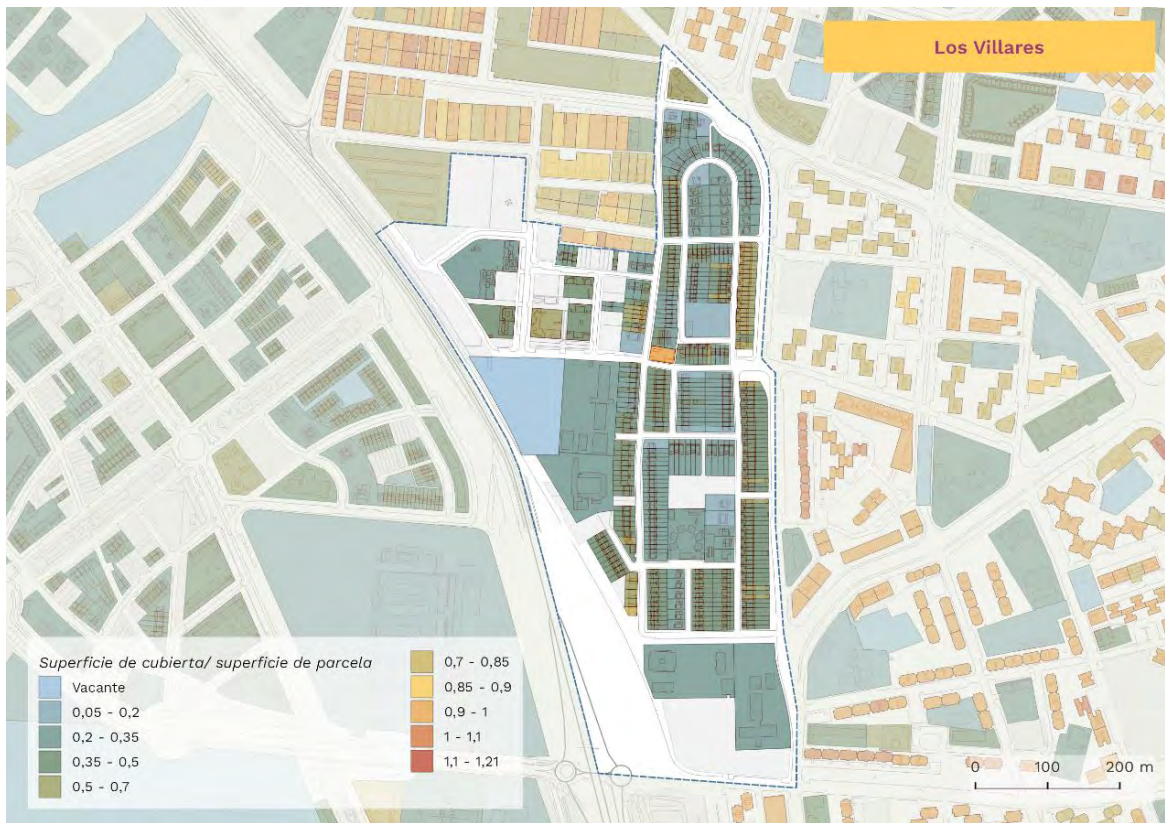 Los Villares
Superficie de cubierta/ superficie de parcela
Vacante
0,05 - 0,2
0,2 - 0,35
0,35 - 0,5
0,5 - 0,7
0,7 - 0,85
0,85 - 0,9
0,9 - 1
1 - 1,1
1,1 - 1,21
0 100 200 m